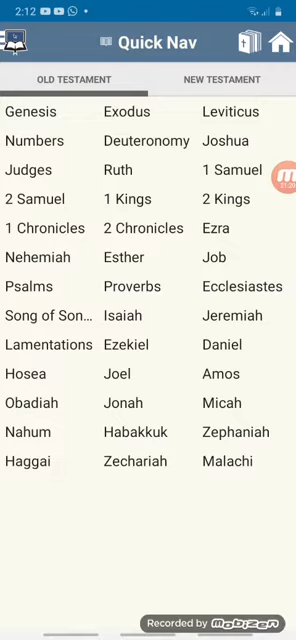 2:12
Quick Nav
OLD TESTAMENT NEW TESTAMENT
Genesis Exodus Leviticus
Numbers Deuteronomy Joshua
Judges Ruth 1 Samuel
2 Samuel 1 Kings 2 Kings
21:20
1 Chronicles 2 Chronicles Ezra
Nehemiah Esther Job
Psalms Proverbs Ecclesiastes
Song of Son... Isaiah Jeremiah
Lamentations Ezekiel Daniel
Hosea Joel Amos
Obadiah Jonah Micah
Nahum Habakkuk Zephaniah
Haggai Zechariah Malachi
Recorded by mobizen